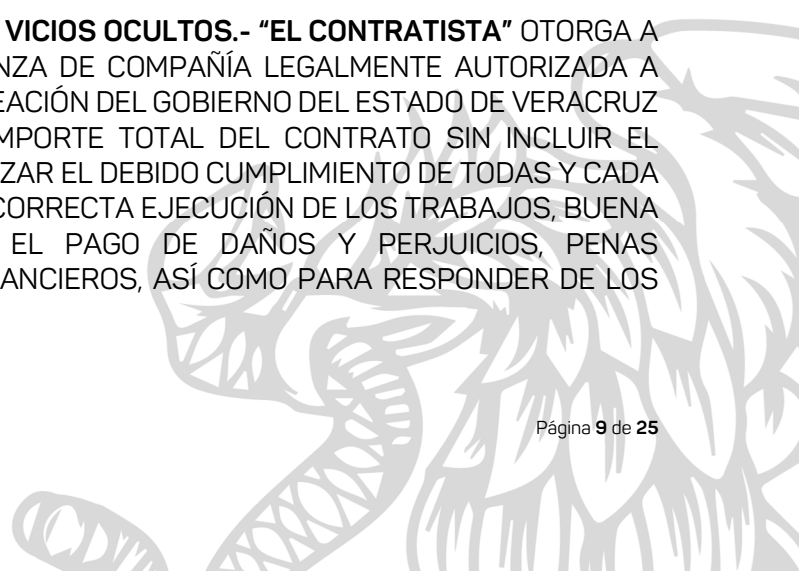 VICIOS OCULTOS.- “EL CONTRATISTA” OTORGA A
NZA DE COMPAÑÍA LEGALMENTE AUTORIZADA A
EACIÓN DEL GOBIERNO DEL ESTADO DE VERACRUZ
MPORTE TOTAL DEL CONTRATO SIN INCLUIR EL
ZAR EL DEBIDO CUMPLIMIENTO DE TODAS Y CADA
CORRECTA EJECUCIÓN DE LOS TRABAJOS, BUENA
EL PAGO DE DAÑOS Y PERJUICIOS, PENAS
ANCIEROS, ASÍ COMO PARA RESPONDER DE LOS
Página 9 de 25